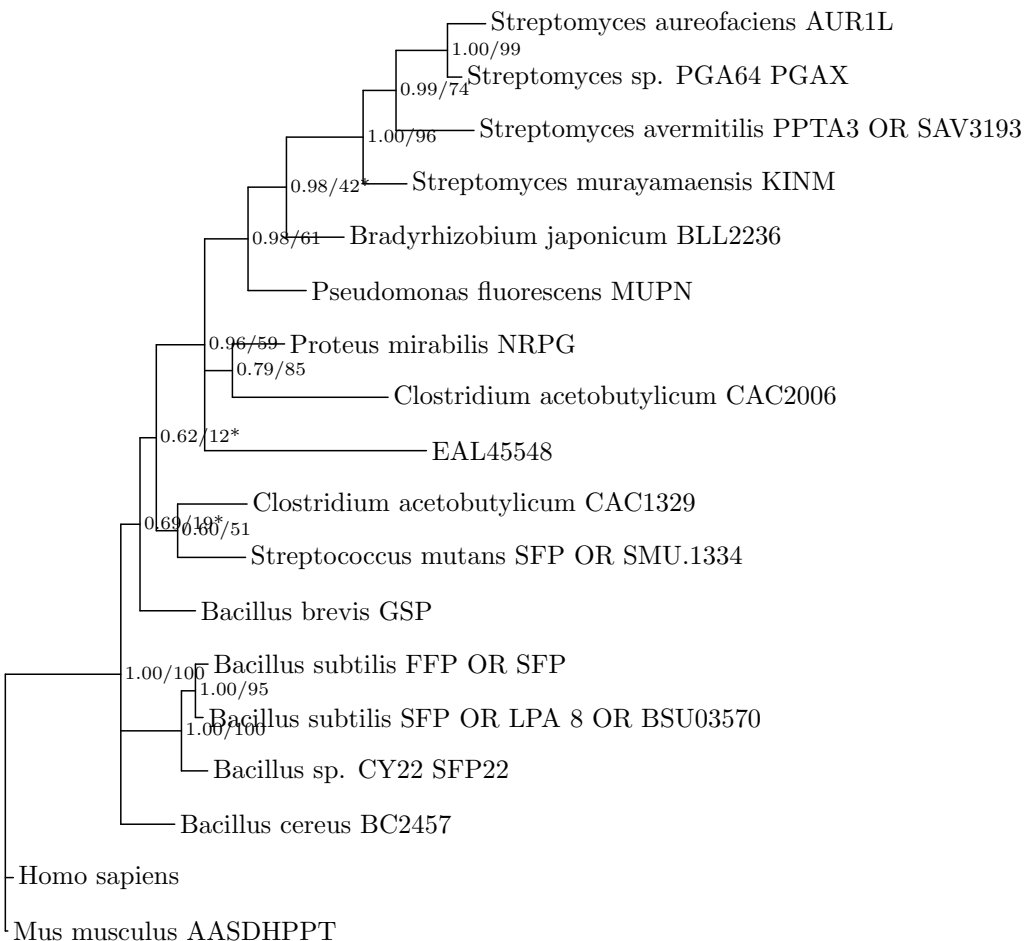 Streptomyces aureofaciens AUR1L
1.00/99
Streptomyces sp. PGA64 PGAX
0.99/74
Streptomyces avermitilis PPTA3 OR SAV3193
1.00/96
Streptomyces murayamaensis KINM
0.98/42*
Bradyrhizobium japonicum BLL2236
0.98/61
Pseudomonas fluorescens MUPN
Proteus mirabilis NRPG
0.96/59
0.79/85
Clostridium acetobutylicum CAC2006
0.62/12*
EAL45548
Clostridium acetobutylicum CAC1329
0.69/19*
0.60/51
Streptococcus mutans SFP OR SMU.1334
Bacillus brevis GSP
Bacillus subtilis FFP OR SFP
1.00/100
1.00/95
Bacillus subtilis SFP OR LPA 8 OR BSU03570
1.00/100
Bacillus sp. CY22 SFP22
Bacillus cereus BC2457
Homo sapiens
Mus musculus AASDHPPT